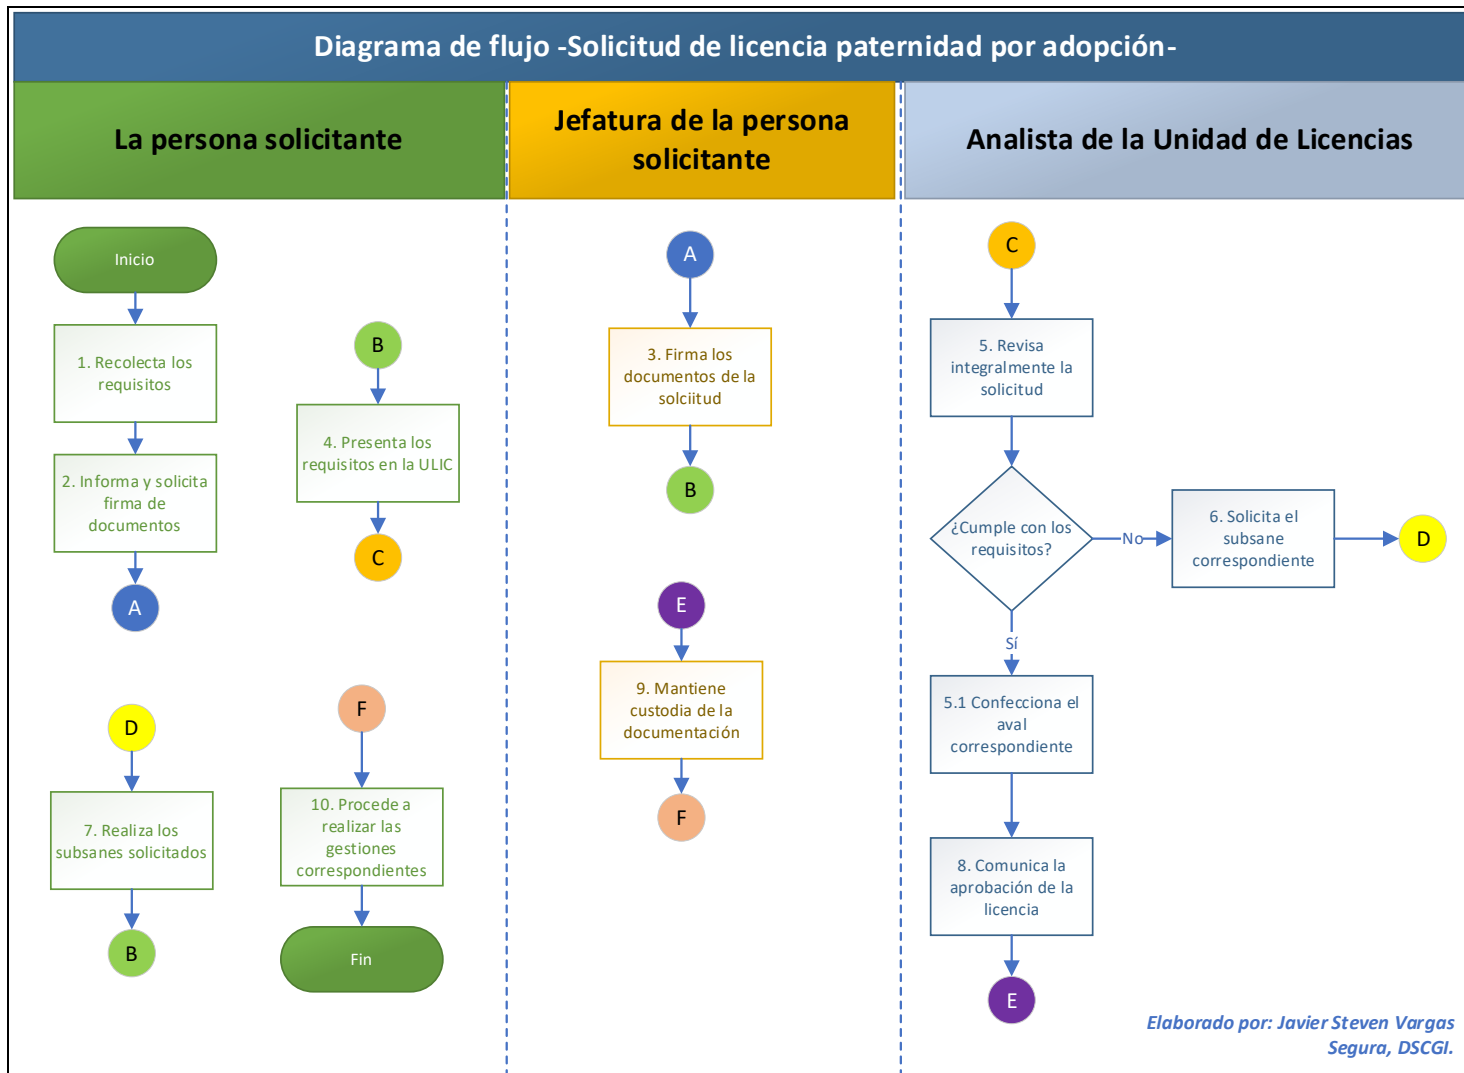 Diagrama de flujo -Solicitud de licencia paternidad por adopción-
La persona solicitante
Jefatura de la persona
solicitante
Analista de la Unidad de Licencias
Inicio
1. Recolecta los
requisitos
2. Informa y solicita
firma de
documentos
A
B
4. Presenta los
requisitos en la ULIC
C
D
7. Realiza los
subsanes solicitados
B
F
10. Procede a
realizar las
gestiones
correspondientes
Fin
A
3. Firma los
documentos de la
solciitud
B
E
9. Mantiene
custodia de la
documentación
F
C
5. Revisa
integralmente la
solicitud
¿Cumple con los
requisitos?
No
6. Solicita el
subsane
correspondiente
D
Sí
5.1 Confecciona el
aval
correspondiente
8. Comunica la
aprobación de la
licencia
E
Elaborado por: Javier Steven Vargas
Segura, DSCGI.